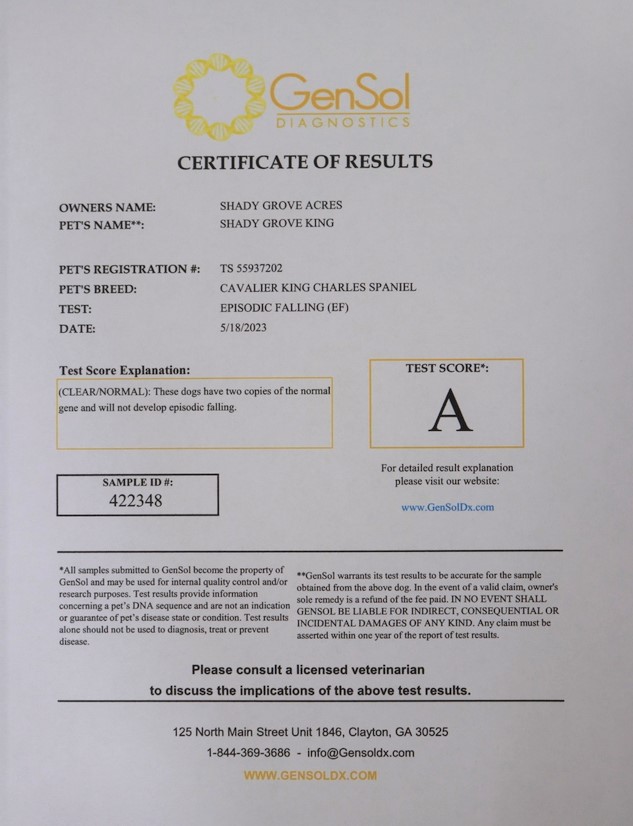 GenSol
DIAGNOSTICS
CERTIFICATE OF RESULTS
OWNERS NAME: SHADY GROVE ACRES
PET'S NAME**: SHADY GROVE KING
PET'S REGISTRATION #: TS 55937202
PET'S BREED: CAVALIER KING CHARLES SPANIEL
TEST: EPISODIC FALLING (EF)
DATE: 5/18/2023
Test Score Explanation:
(CLEAR/NORMAL): These dogs have two copies of the normal
gene and will not develop episodic falling.
TEST SCORE*:
A
SAMPLE ID #:
422348
For detailed result explanation
please visit our website:
www.GenSolDx.com
*All samples submitted to GenSol become the property of
GenSol and may be used for internal quality control and/or
research purposes. Test results provide information
concerning a pet's DNA sequence and are not an indication
or guarantee of pet's disease state or condition. Test results
alone should not be used to diagnosis, treat or prevent
disease.
**GenSol warrants its test results to be accurate for the sample
obtained from the above dog. In the event of a valid claim, owner's
sole remedy is a refund of the fee paid. IN NO EVENT SHALL
GENSOL BE LIABLE FOR INDIRECT, CONSEQUENTIAL OR
INCIDENTAL DAMAGES OF ANY KIND. Any claim must be
asserted within one year of the report of test results.
Please consult a licensed veterinarian
to discuss the implications of the above test results.
125 North Main Street Unit 1846, Clayton, GA 30525
1-844-369-3686 - info@Gensoldx.com
WWW.GENSOLDX.COM